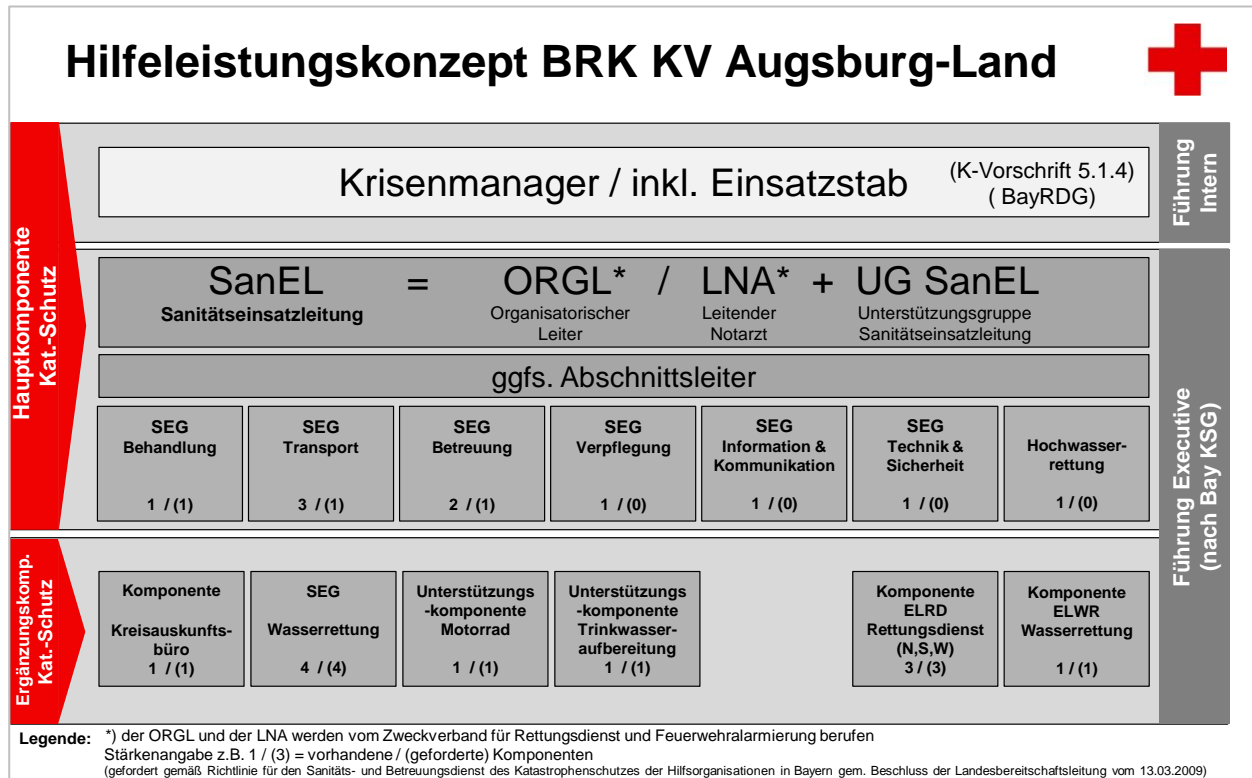 Hilfeleistungskonzept BRK KV Augsburg-Land
Hauptkomponente
Kat.-Schutz
Krisenmanager / inkl. Einsatzstab
(K-Vorschrift 5.1.4)
( BayRDG)
Führung
Intern
SanEL = ORGL* / LNA* + UG SanEL
Sanitätseinsatzleitung
Organisatorischer
Leiter
Leitender
Notarzt
Unterstützungsgruppe
Sanitätseinsatzleitung
ggfs. Abschnittsleiter
SEG
Behandlung
1 / (1)
SEG
Transport
3 / (1)
SEG
Betreuung
2 / (1)
SEG
Verpflegung
1 / (0)
SEG
Information &
Kommunikation
1 / (0)
SEG
Technik &
Sicherheit
1 / (0)
Hochwasser-
rettung
1 / (0)
Führung Executive
(nach Bay KSG)
Ergänzungskomp.
Kat.-Schutz
Komponente
Kreisauskunfts-
büro
1 / (1)
SEG
Wasserrettung
4 / (4)
Unterstützungs
-komponente
Motorrad
1 / (1)
Unterstützungs
-komponente
Trinkwasser-
aufbereitung
1 / (1)
Komponente
ELRD
Rettungsdienst
(N,S,W)
3 / (3)
Komponente
ELWR
Wasserrettung
1 / (1)
Legende: *) der ORGL und der LNA werden vom Zweckverband für Rettungsdienst und Feuerwehralarmierung berufen
Stärkenangabe z.B. 1 / (3) = vorhandene / (geforderte) Komponenten
(gefordert gemäß Richtlinie für den Sanitäts- und Betreuungsdienst des Katastrophenschutzes der Hilfsorganisationen in Bayern gem. Beschluss der Landesbereitschaftsleitung vom 13.03.2009)